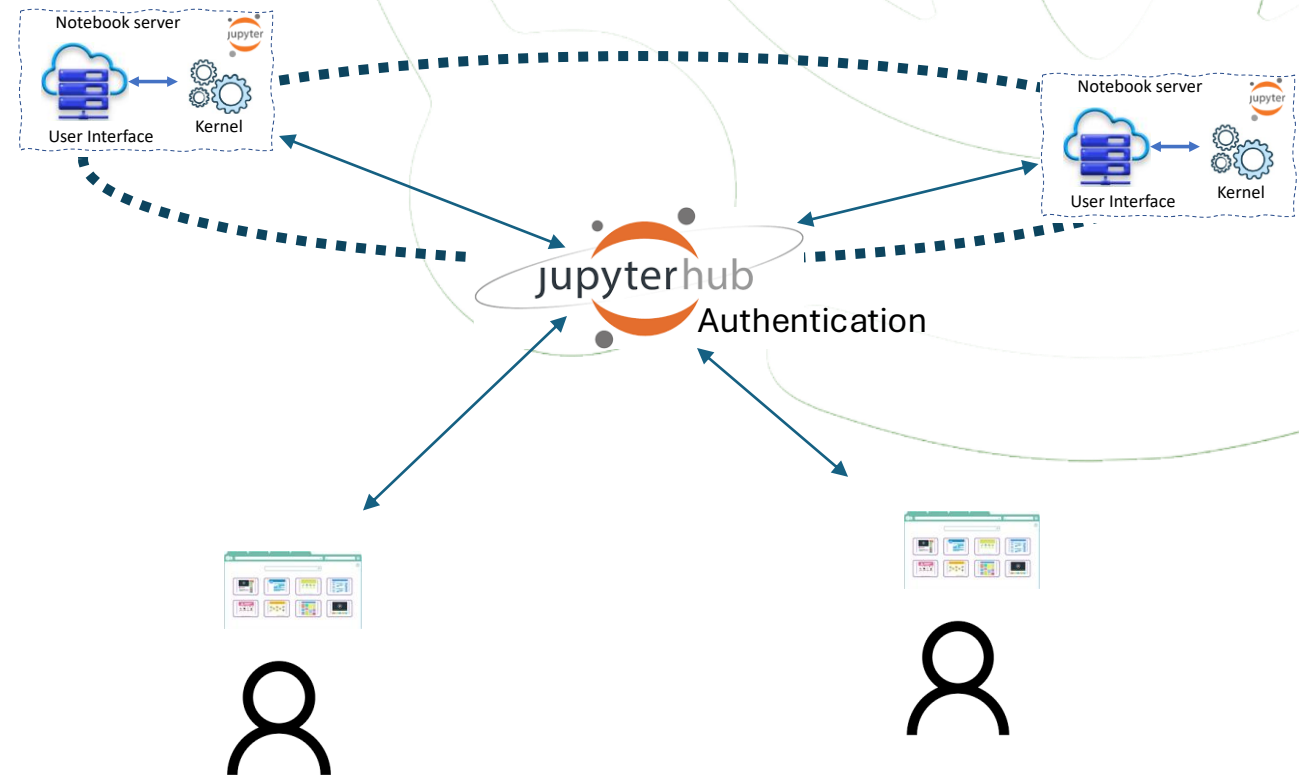 Notebook server
jupyter
User Interface
Kernel
Notebook server
jupyter
User Interface
Kernel
jupyterhub
Authentication